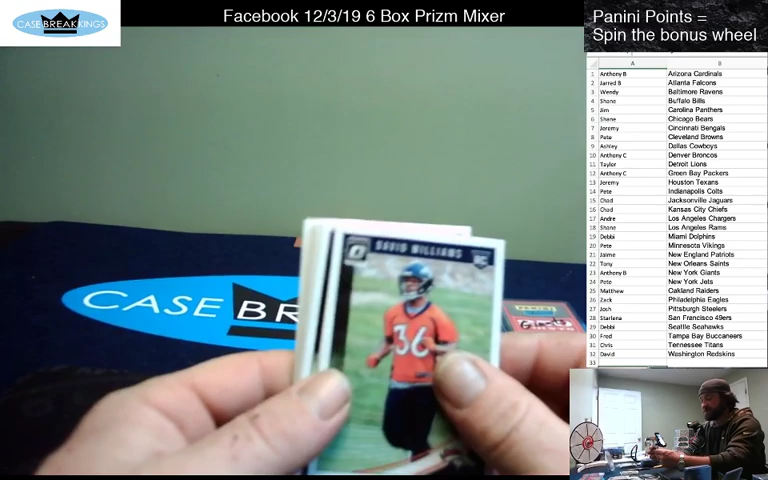 CASE BREAK KINGS
Facebook 12/3/19 6 Box Prizm Mixer
Panini Points =
Spin the bonus wheel
A B
1 Anthony B Arizona Cardinals
2 Jarred B Atlanta Falcons
3 Wendy Baltimore Ravens
4 Shane Buffalo Bills
5 Jim Carolina Panthers
6 Shane Chicago Bears
7 Jeremy Cincinnati Bengals
8 Pete Cleveland Browns
9 Ashley Dallas Cowboys
10 Anthony C Denver Broncos
11 Taylor Detroit Lions
12 Anthony C Green Bay Packers
13 Jeremy Houston Texans
14 Pete Indianapolis Colts
15 Chad Jacksonville Jaguars
16 Chad Kansas City Chiefs
17 Andre Los Angeles Chargers
18 Shane Los Angeles Rams
19 Debbi Miami Dolphins
20 Pete Minnesota Vikings
21 Jaime New England Patriots
22 Tony New Orleans Saints
23 Anthony B New York Giants
24 Pete New York Jets
25 Matthew Oakland Raiders
26 Zack Philadelphia Eagles
27 Josh Pittsburgh Steelers
28 Starlena San Francisco 49ers
29 Debbi Seattle Seahawks
30 Fred Tampa Bay Buccaneers
31 Chris Tennessee Titans
32 David Washington Redskins
33
DAVID WILLIAMS
RC
36
CASE BR
PANINI